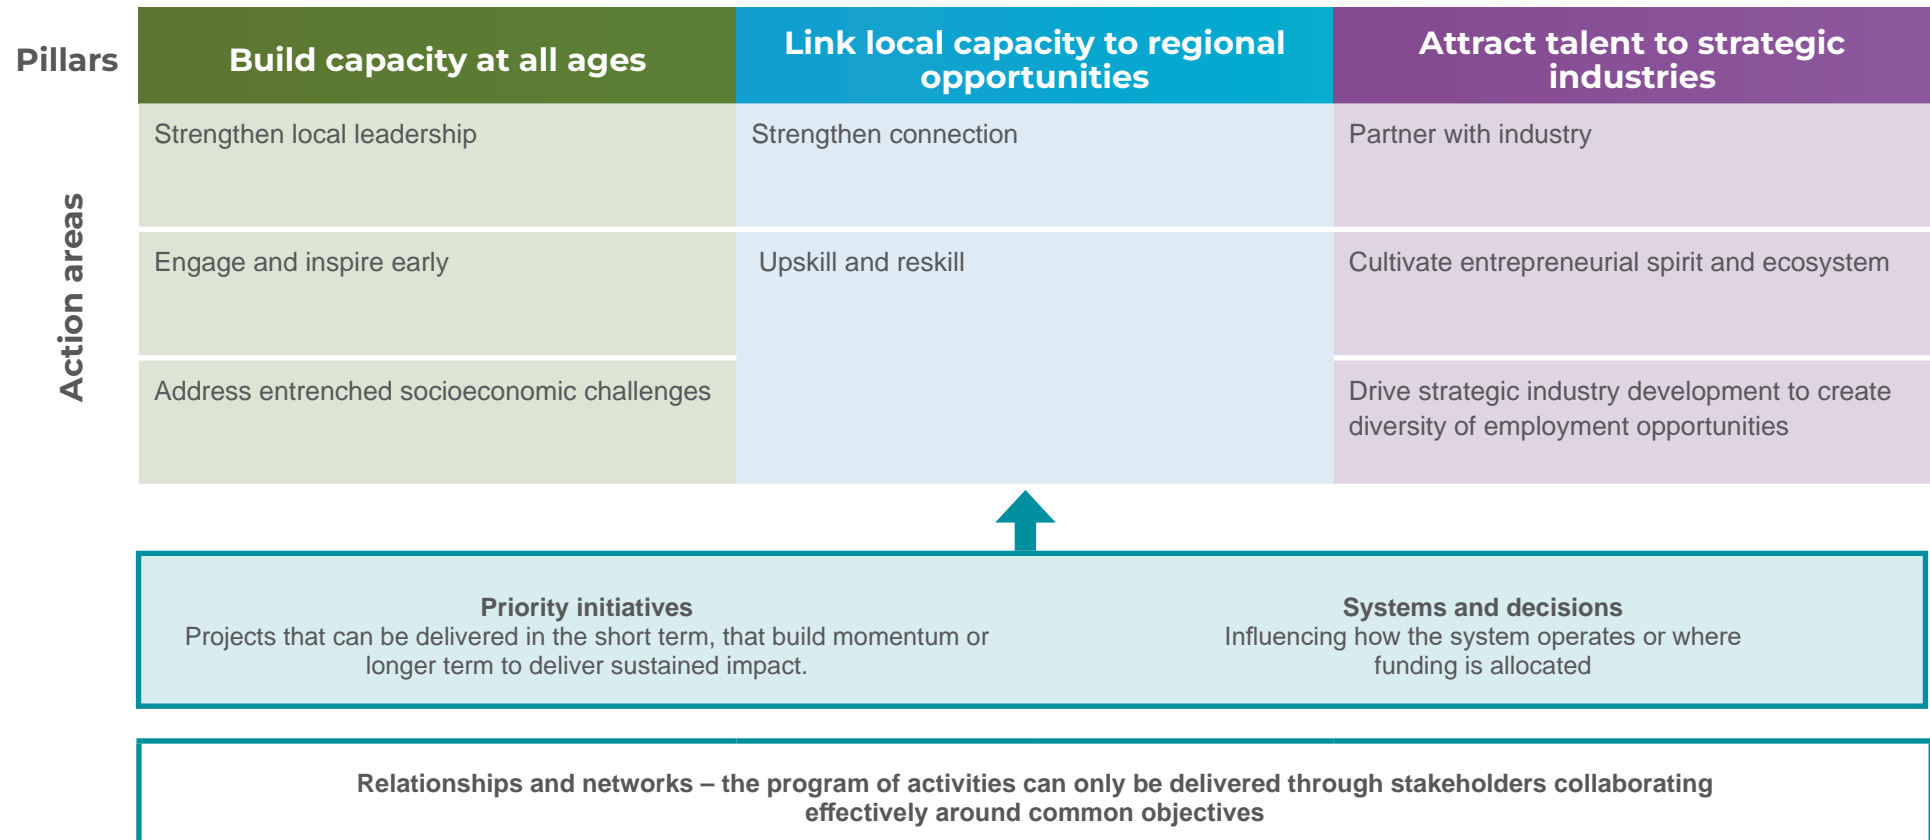 Pillars
Build capacity at all ages
Link local capacity to regional
opportunities
Attract talent to strategic
industries
Action areas
Strengthen local leadership
Strengthen connection
Partner with industry
Engage and inspire early
Upskill and reskill
Cultivate entrepreneurial spirit and ecosystem
Address entrenched socioeconomic challenges
Drive strategic industry development to create
diversity of employment opportunities
Priority initiatives
Projects that can be delivered in the short term, that build momentum or
longer term to deliver sustained impact.
Systems and decisions
Influencing how the system operates or where
funding is allocated
Relationships and networks – the program of activities can only be delivered through stakeholders collaborating
effectively around common objectives